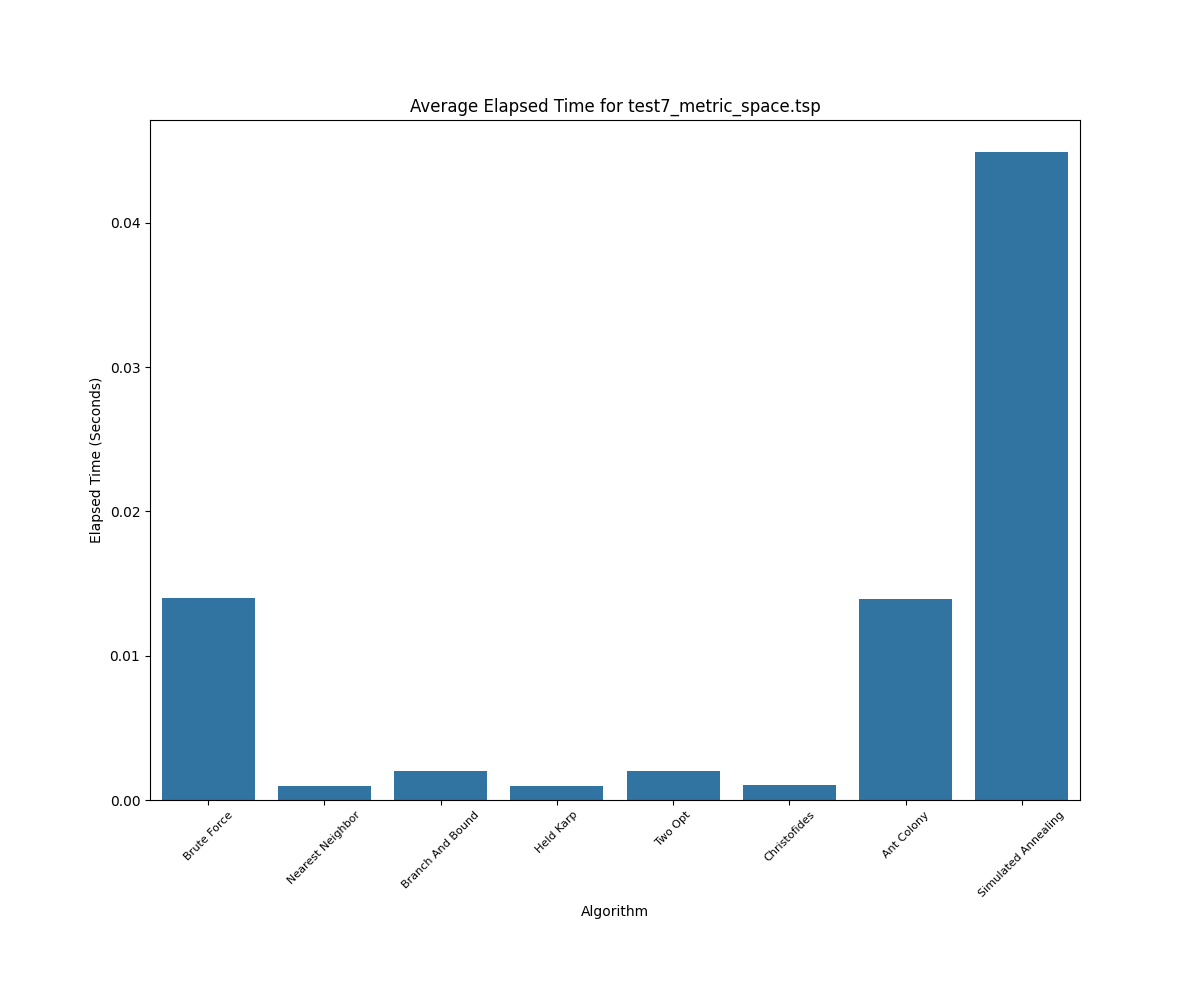 Average Elapsed Time for test7_metric_space.tsp
Elapsed Time (Seconds)
0.04
0.03
0.02
0.01
0.00
Brute Force
Nearest Neighbor
Branch And Bound
Held Karp
Two Opt
Christofides
Ant Colony
Simulated Annealing
Algorithm